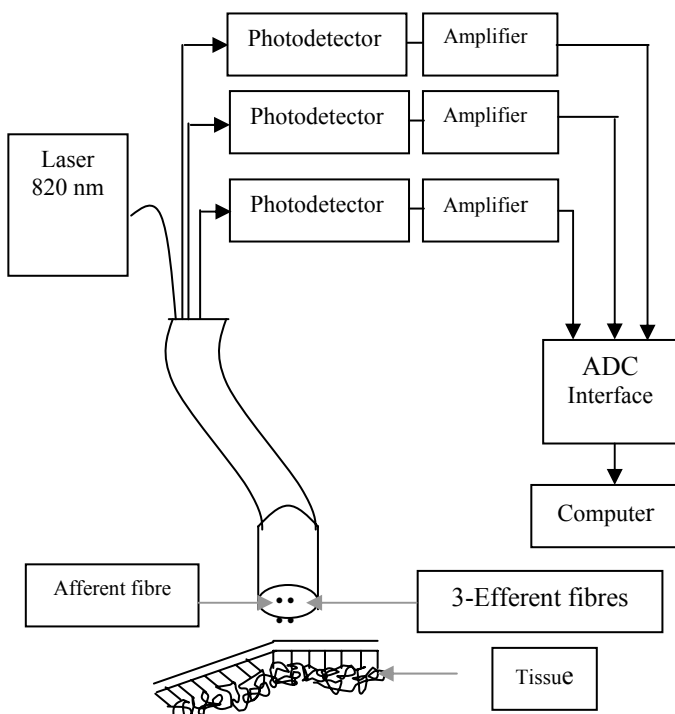 Photodetector
Amplifier
Photodetector
Amplifier
Laser
820 nm
Photodetector
Amplifier
ADC
Interface
Computer
Afferent fibre
3-Efferent fibres
Tissue